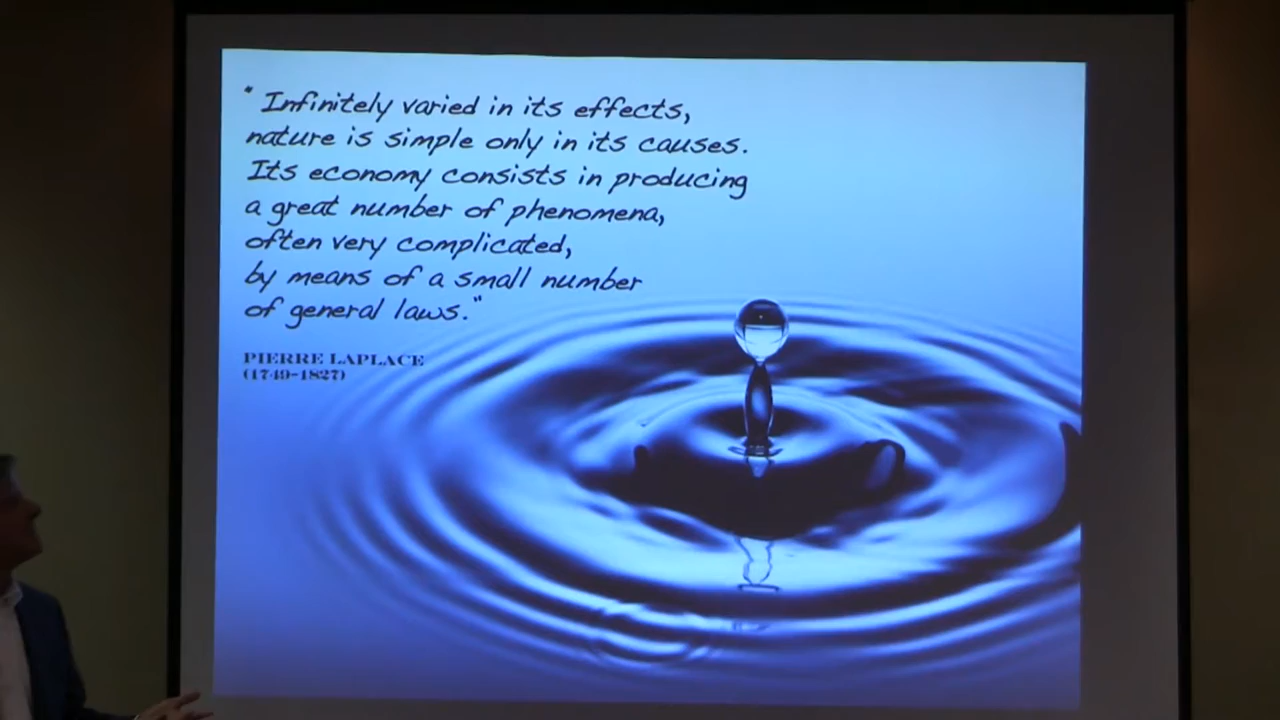 " Infinitely varied in its effects,
nature is simple only in its causes.
Its economy consists in producing
a great number of phenomena,
often very complicated,
by means of a small number
of general laws."
PIERRE LAPLACE
(1749-1827)